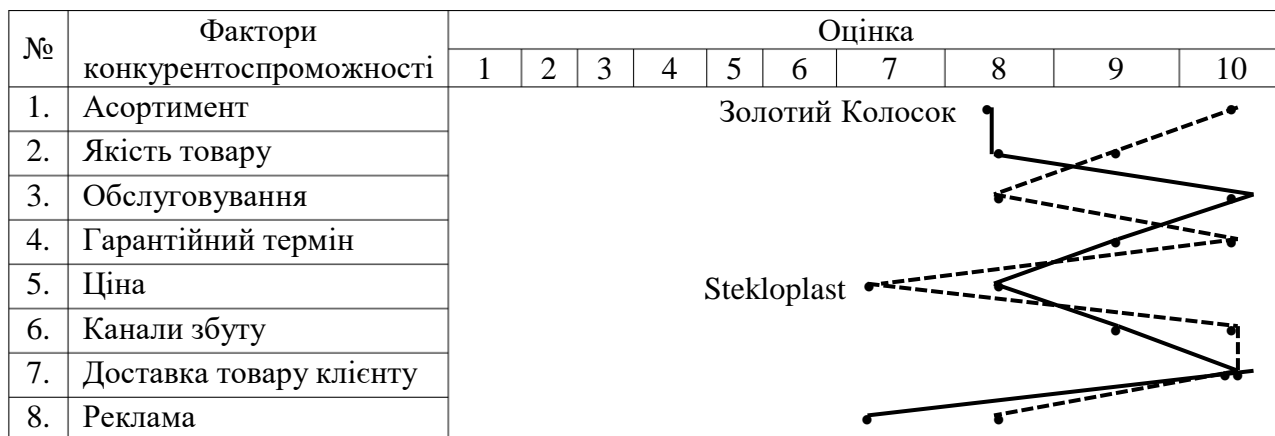 № Фактори конкурентоспроможності Оцінка
1 2 3 4 5 6 7 8 9 10
1. Асортимент Золотий Колосок
2. Якість товару
3. Обслуговування
4. Гарантійний термін
5. Ціна Stekloplast
6. Канали збуту
7. Доставка товару клієнту
8. Реклама